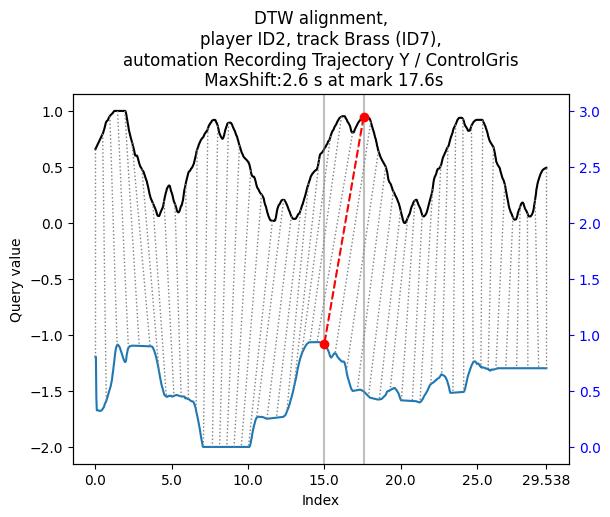 DTW alignment,
player ID2, track Brass (ID7),
automation Recording Trajectory Y / ControlGris
MaxShift:2.6 s at mark 17.6s
1.0
0.5
0.0
−0.5
−1.0
−1.5
−2.0
Query value
3.0
2.5
2.0
1.5
1.0
0.5
0.0
0.0 5.0 10.0 15.0 20.0 25.0 29.538
Index